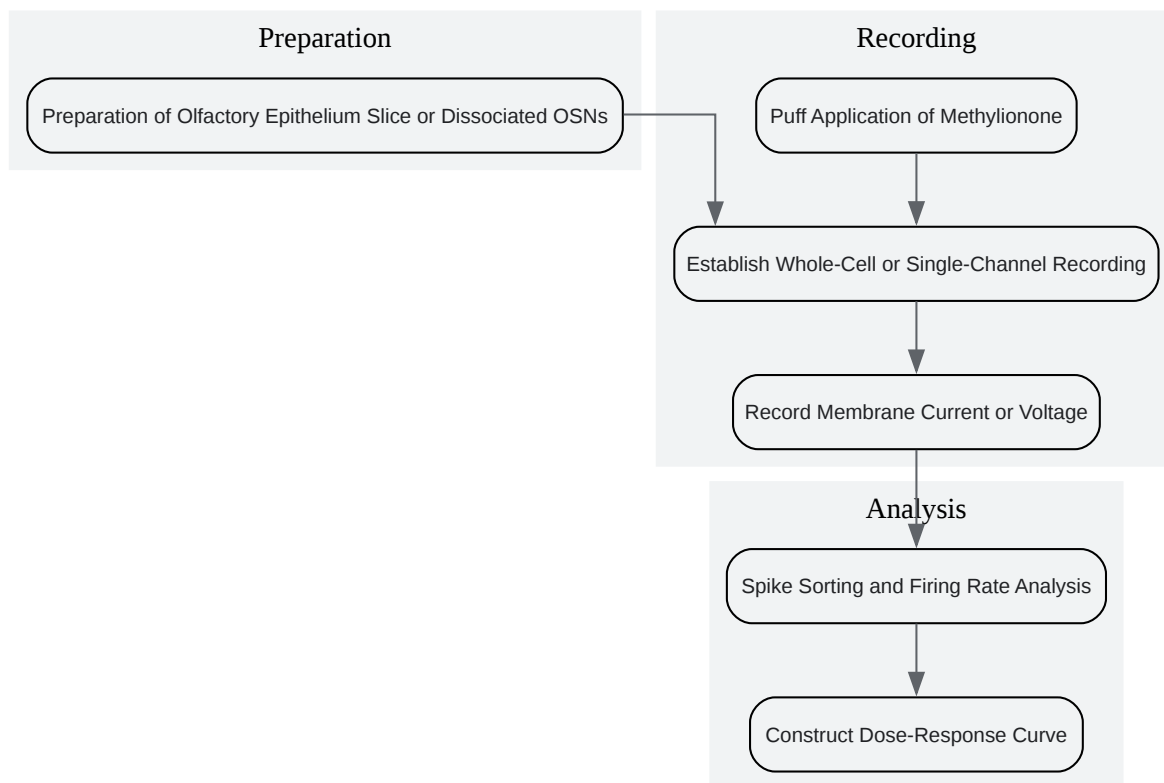 Preparation
Preparation of Olfactory Epithelium Slice or Dissociated OSNs
Recording
Puff Application of Methylionone
Establish Whole-Cell or Single-Channel Recording
Record Membrane Current or Voltage
Analysis
Spike Sorting and Firing Rate Analysis
Construct Dose-Response Curve